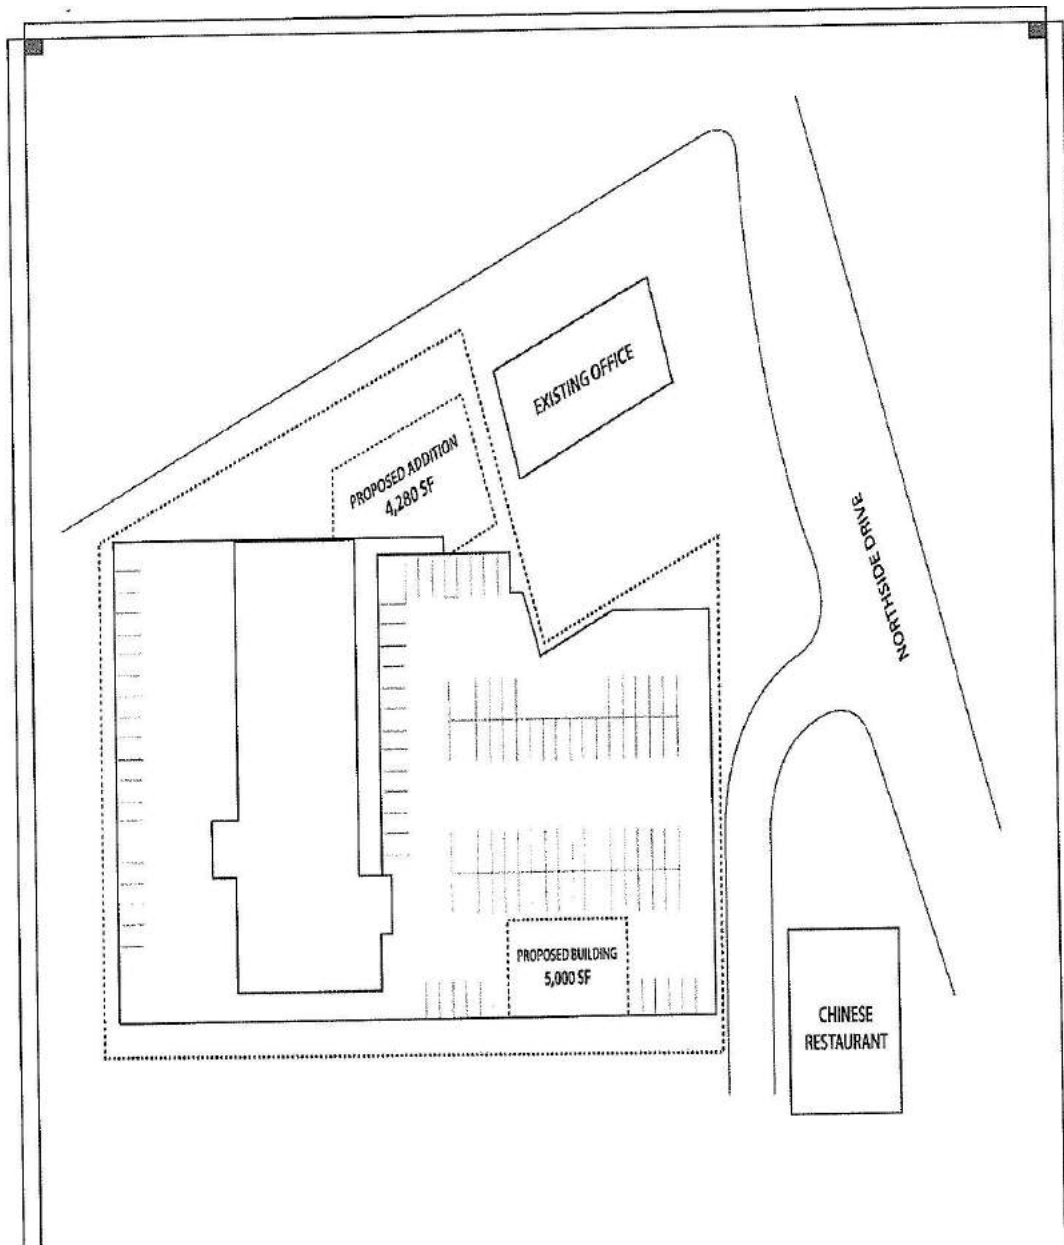 EXISTING OFFICE
PROPOSED ADDITION
4,280 SF
NORTHSIDE DRIVE
PROPOSED BUILDING
5,000 SF
CHINESE
RESTAURANT